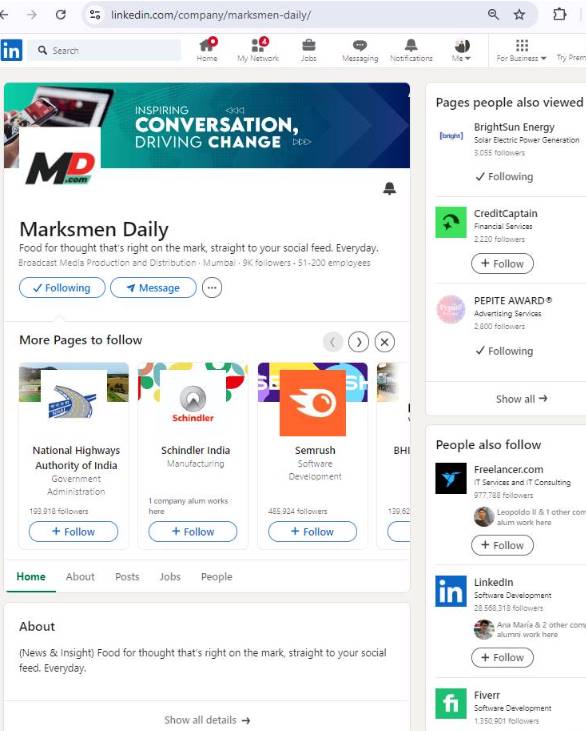 linkedin.com/company/marksmen-daily/
in
Search
Home
4
My Network
Jobs
Messaging
Notifications
Me
For Business
Try Prem
INSPIRING
CONVERSATION,
DRIVING CHANGE
MD
.com
Marksmen Daily
Food for thought that's right on the mark, straight to your social feed. Everyday.
Broadcast Media Production and Distribution · Mumbai · 9K followers · 51-200 employees
Following
Message
More Pages to follow
National Highways
Authority of India
Government
Administration
193,918 followers
+ Follow
Schindler
Schindler India
Manufacturing
1 company alum works
here
+ Follow
Semrush
Software
Development
485,924 followers
+ Follow
BHI
139,62
Home
About
Posts
Jobs
People
About
(News & Insight) Food for thought that's right on the mark, straight to your social
feed. Everyday.
Show all details →
Pages people also viewed
[bright]
BrightSun Energy
Solar Electric Power Generation
3,055 followers
Following
CreditCaptain
Financial Services
2,220 followers
+ Follow
Pepite
PEPITE AWARD®
Advertising Services
2,800 followers
Following
Show all →
People also follow
Freelancer.com
IT Services and IT Consulting
977,788 followers
Leopoldo II & 1 other com
alum work here
+ Follow
in
LinkedIn
Software Development
28,568,318 followers
Ana María & 2 other com
alumni work here
+ Follow
fi
Fiverr
Software Development
1,350,901 followers